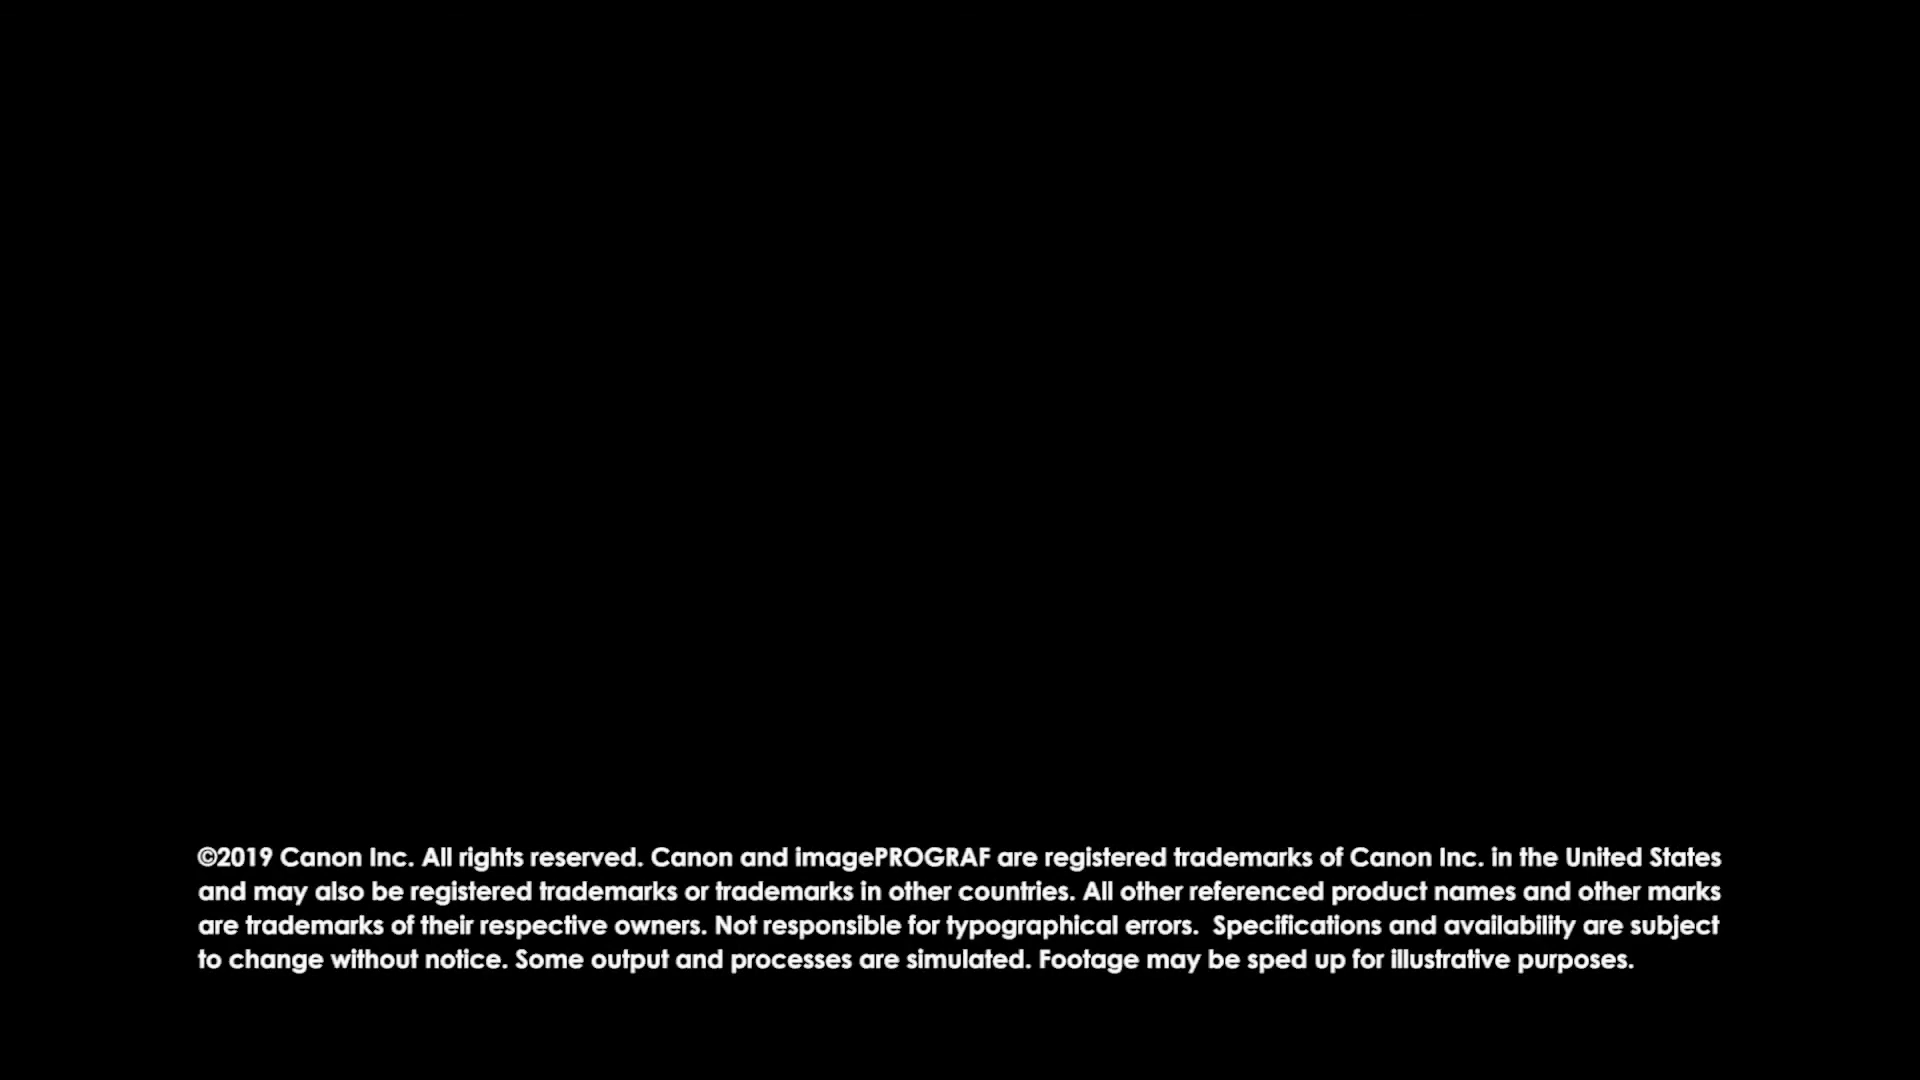 ©2019 Canon Inc. All rights reserved. Canon and imagePROGRAF are registered trademarks of Canon Inc. in the United States
and may also be registered trademarks or trademarks in other countries. All other referenced product names and other marks
are trademarks of their respective owners. Not responsible for typographical errors.  Specifications and availability are subject
to change without notice. Some output and processes are simulated. Footage may be sped up for illustrative purposes.